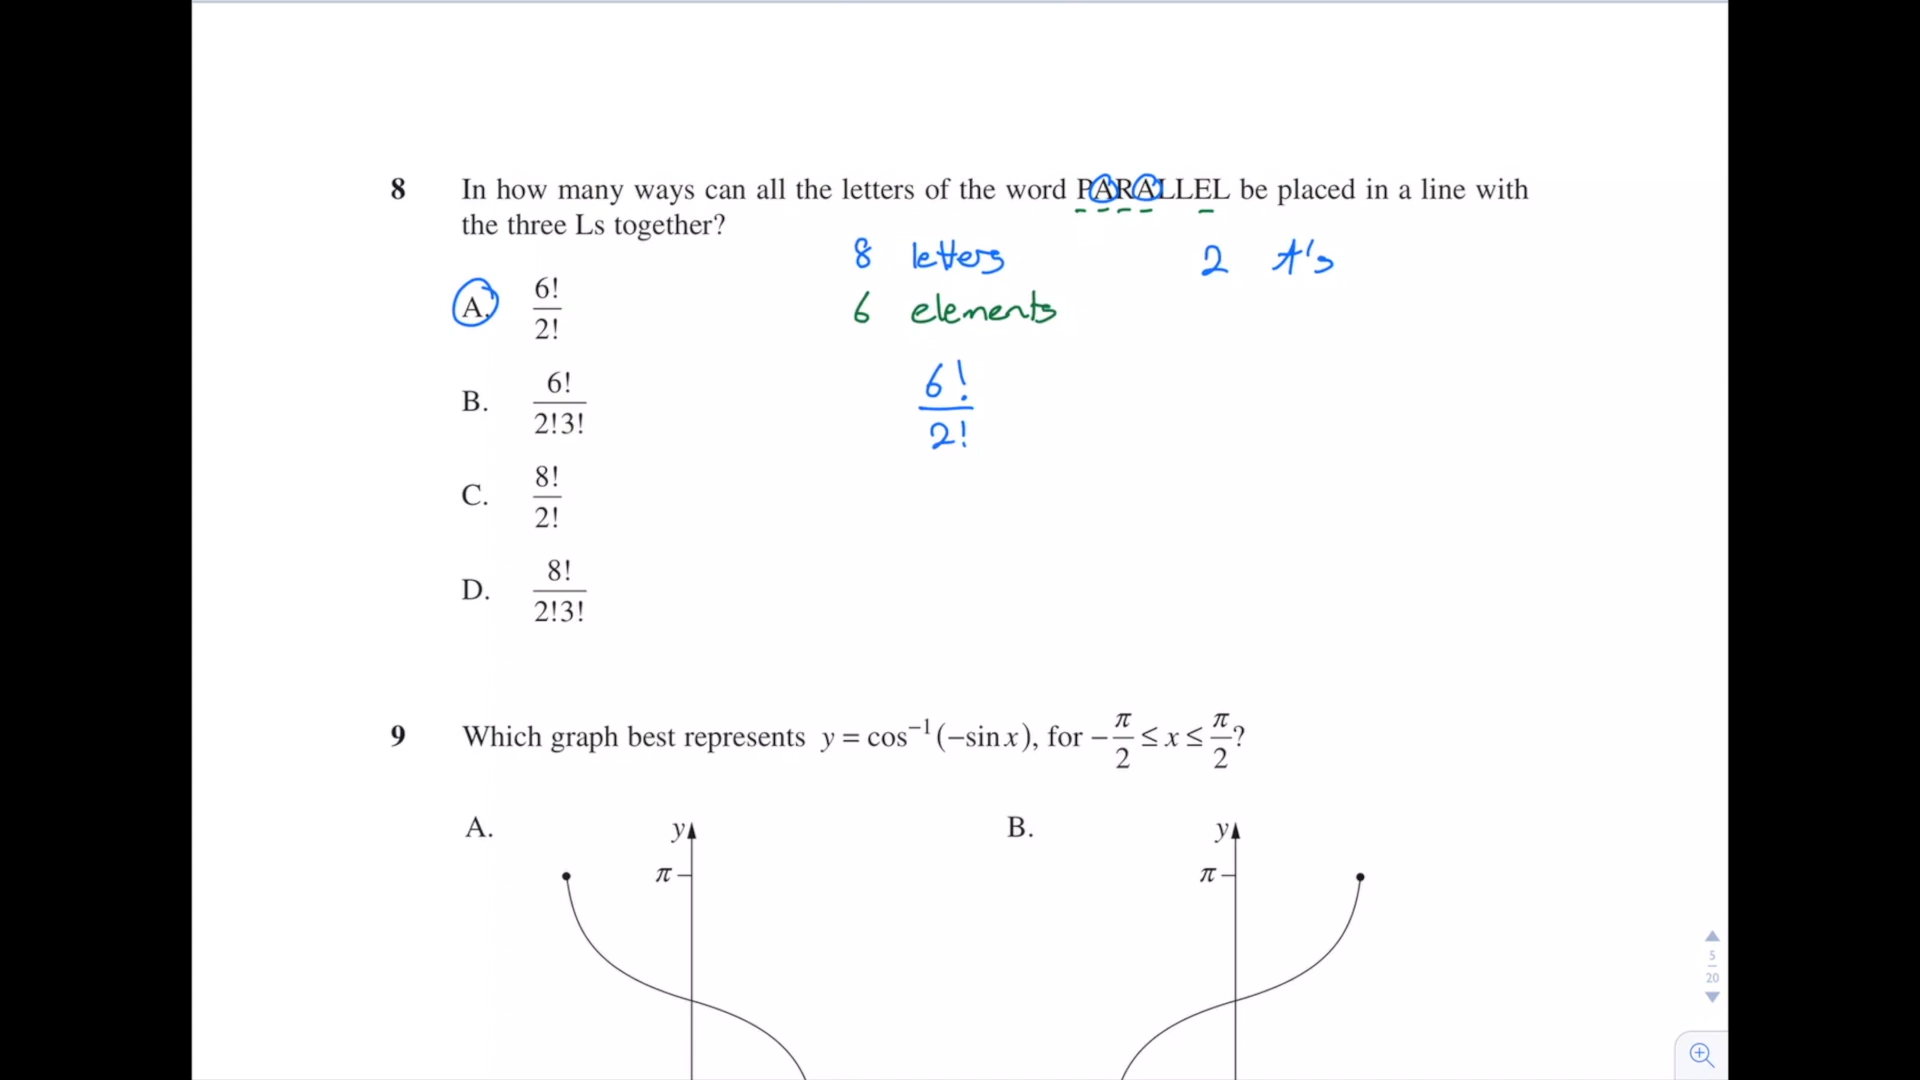 8 In how many ways can all the letters of the word PARALLEL be placed in a line with
the three Ls together?
8 letters 2 A's
6 elements
A. 6!/2!
6!/2!
B. 6!/2!3!
C. 8!/2!
D. 8!/2!3!
9 Which graph best represents y = cos⁻¹(−sin x), for −π/2 ≤ x ≤ π/2?
A. y B. y
π π
5
20